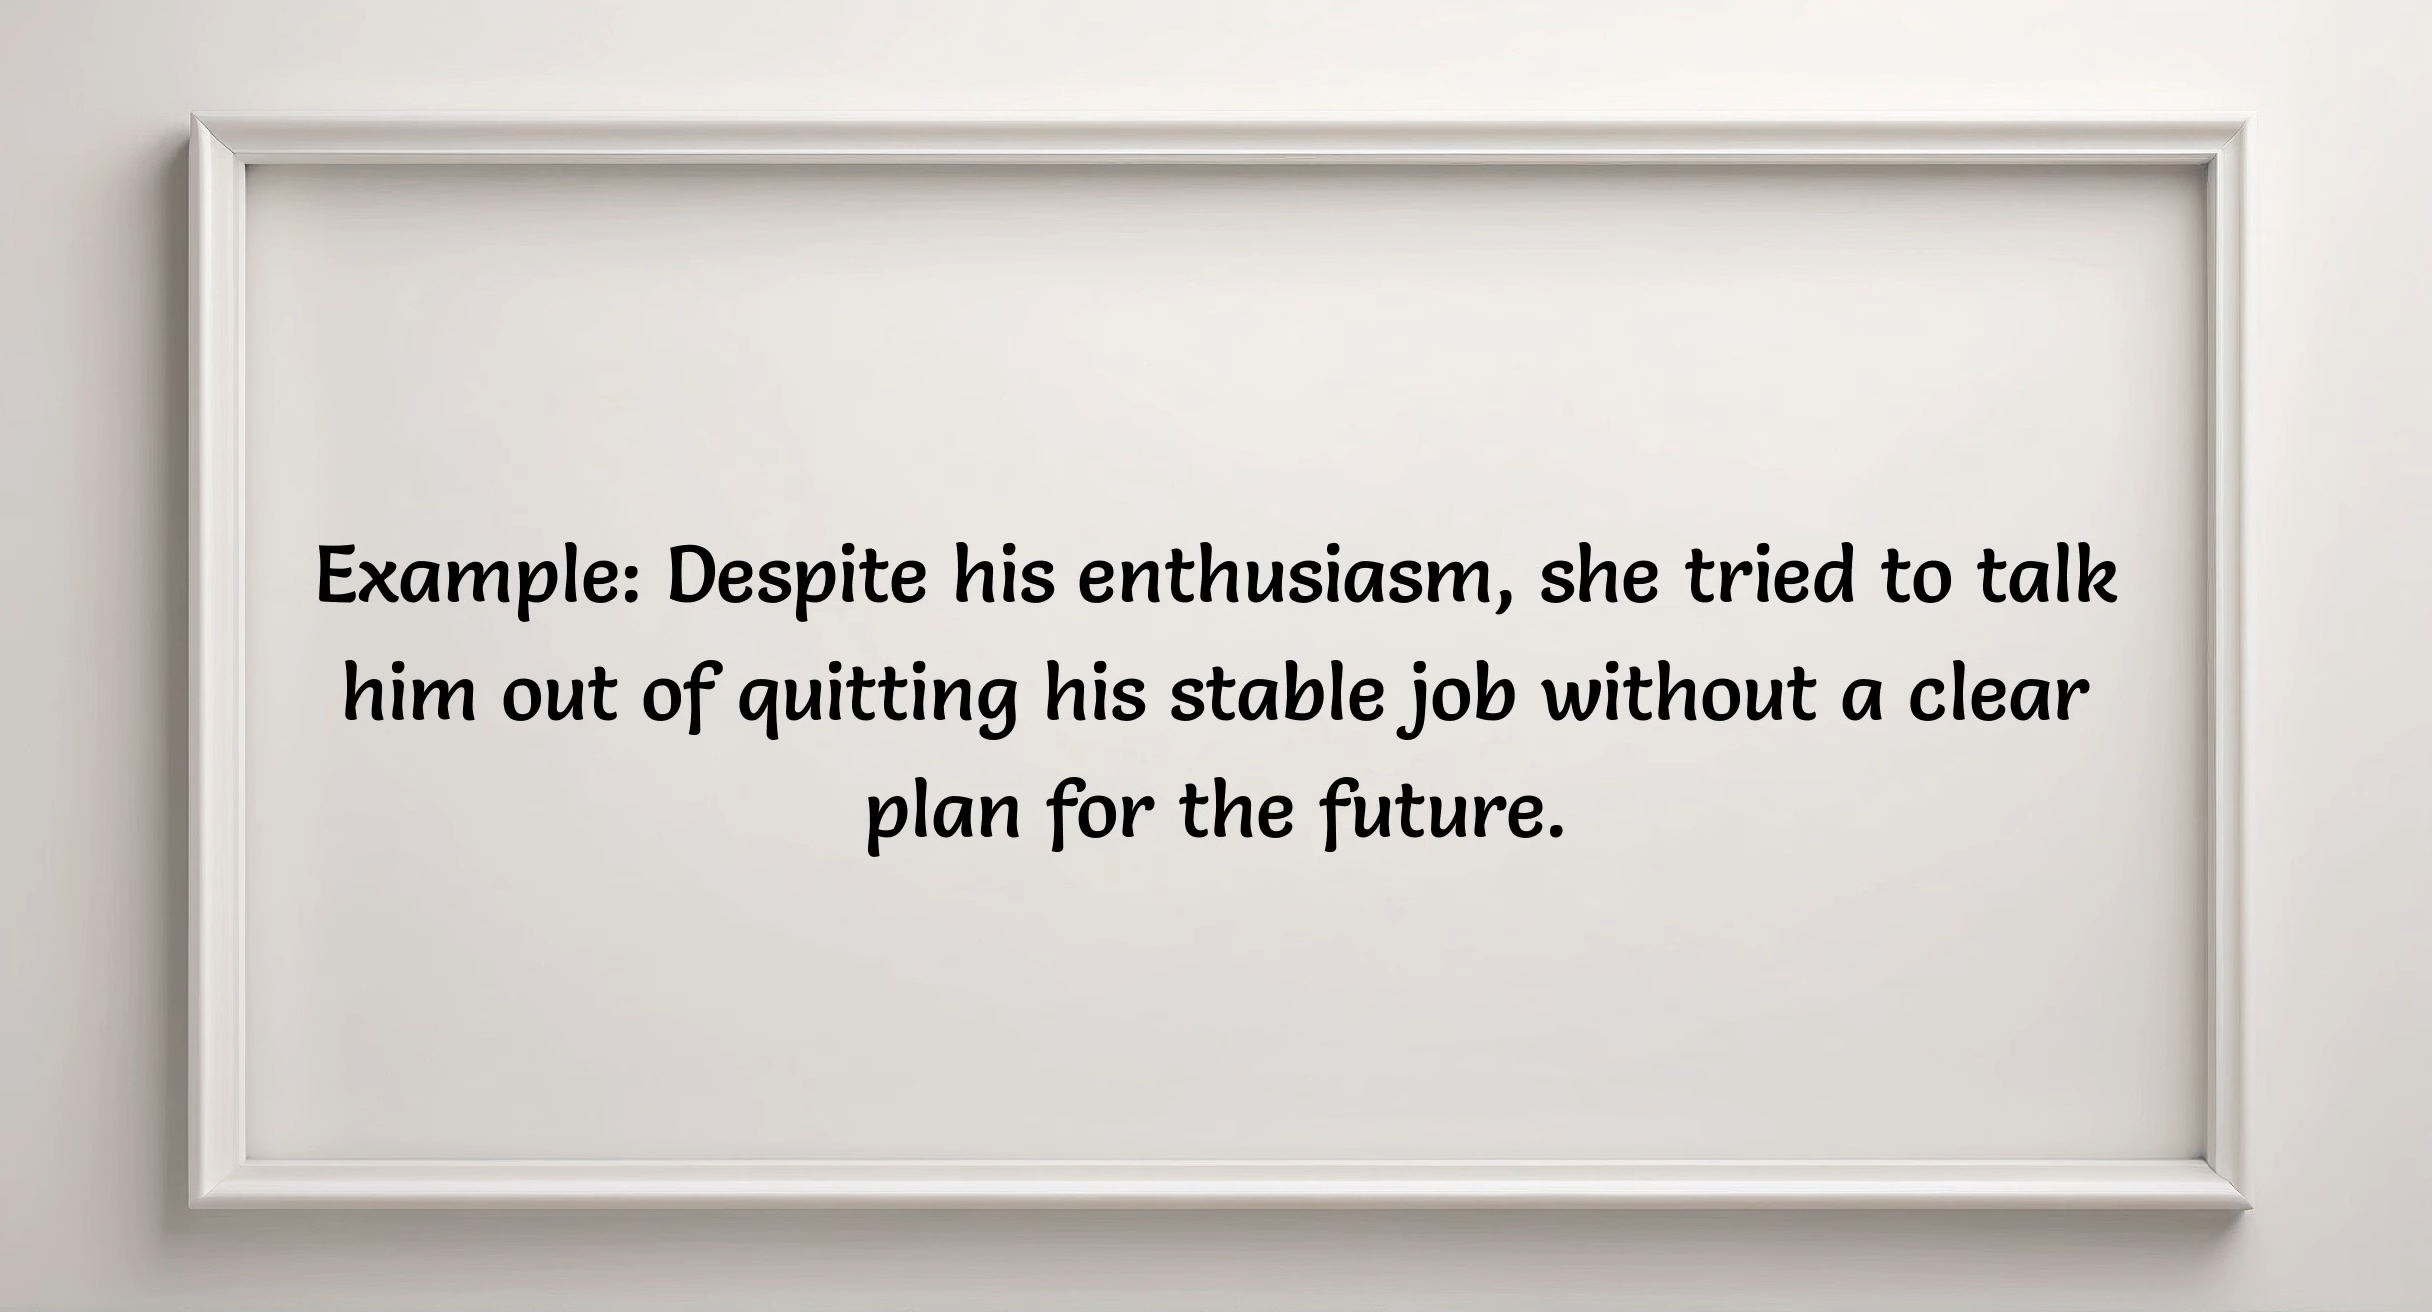 Example: Despite his enthusiasm, she tried to talk
him out of quitting his stable job without a clear
plan for the future.